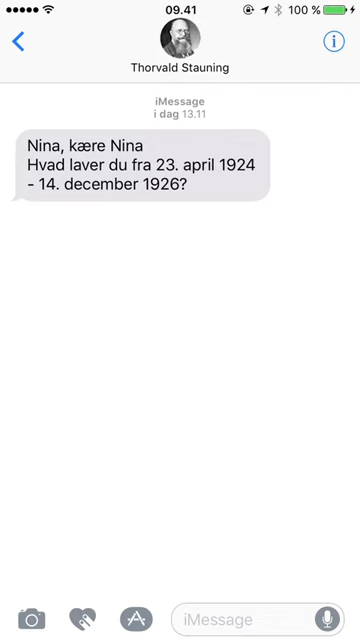 09.41
100 %
Thorvald Stauning
iMessage
i dag 13.11
Nina, kære Nina
Hvad laver du fra 23. april 1924
- 14. december 1926?
iMessage